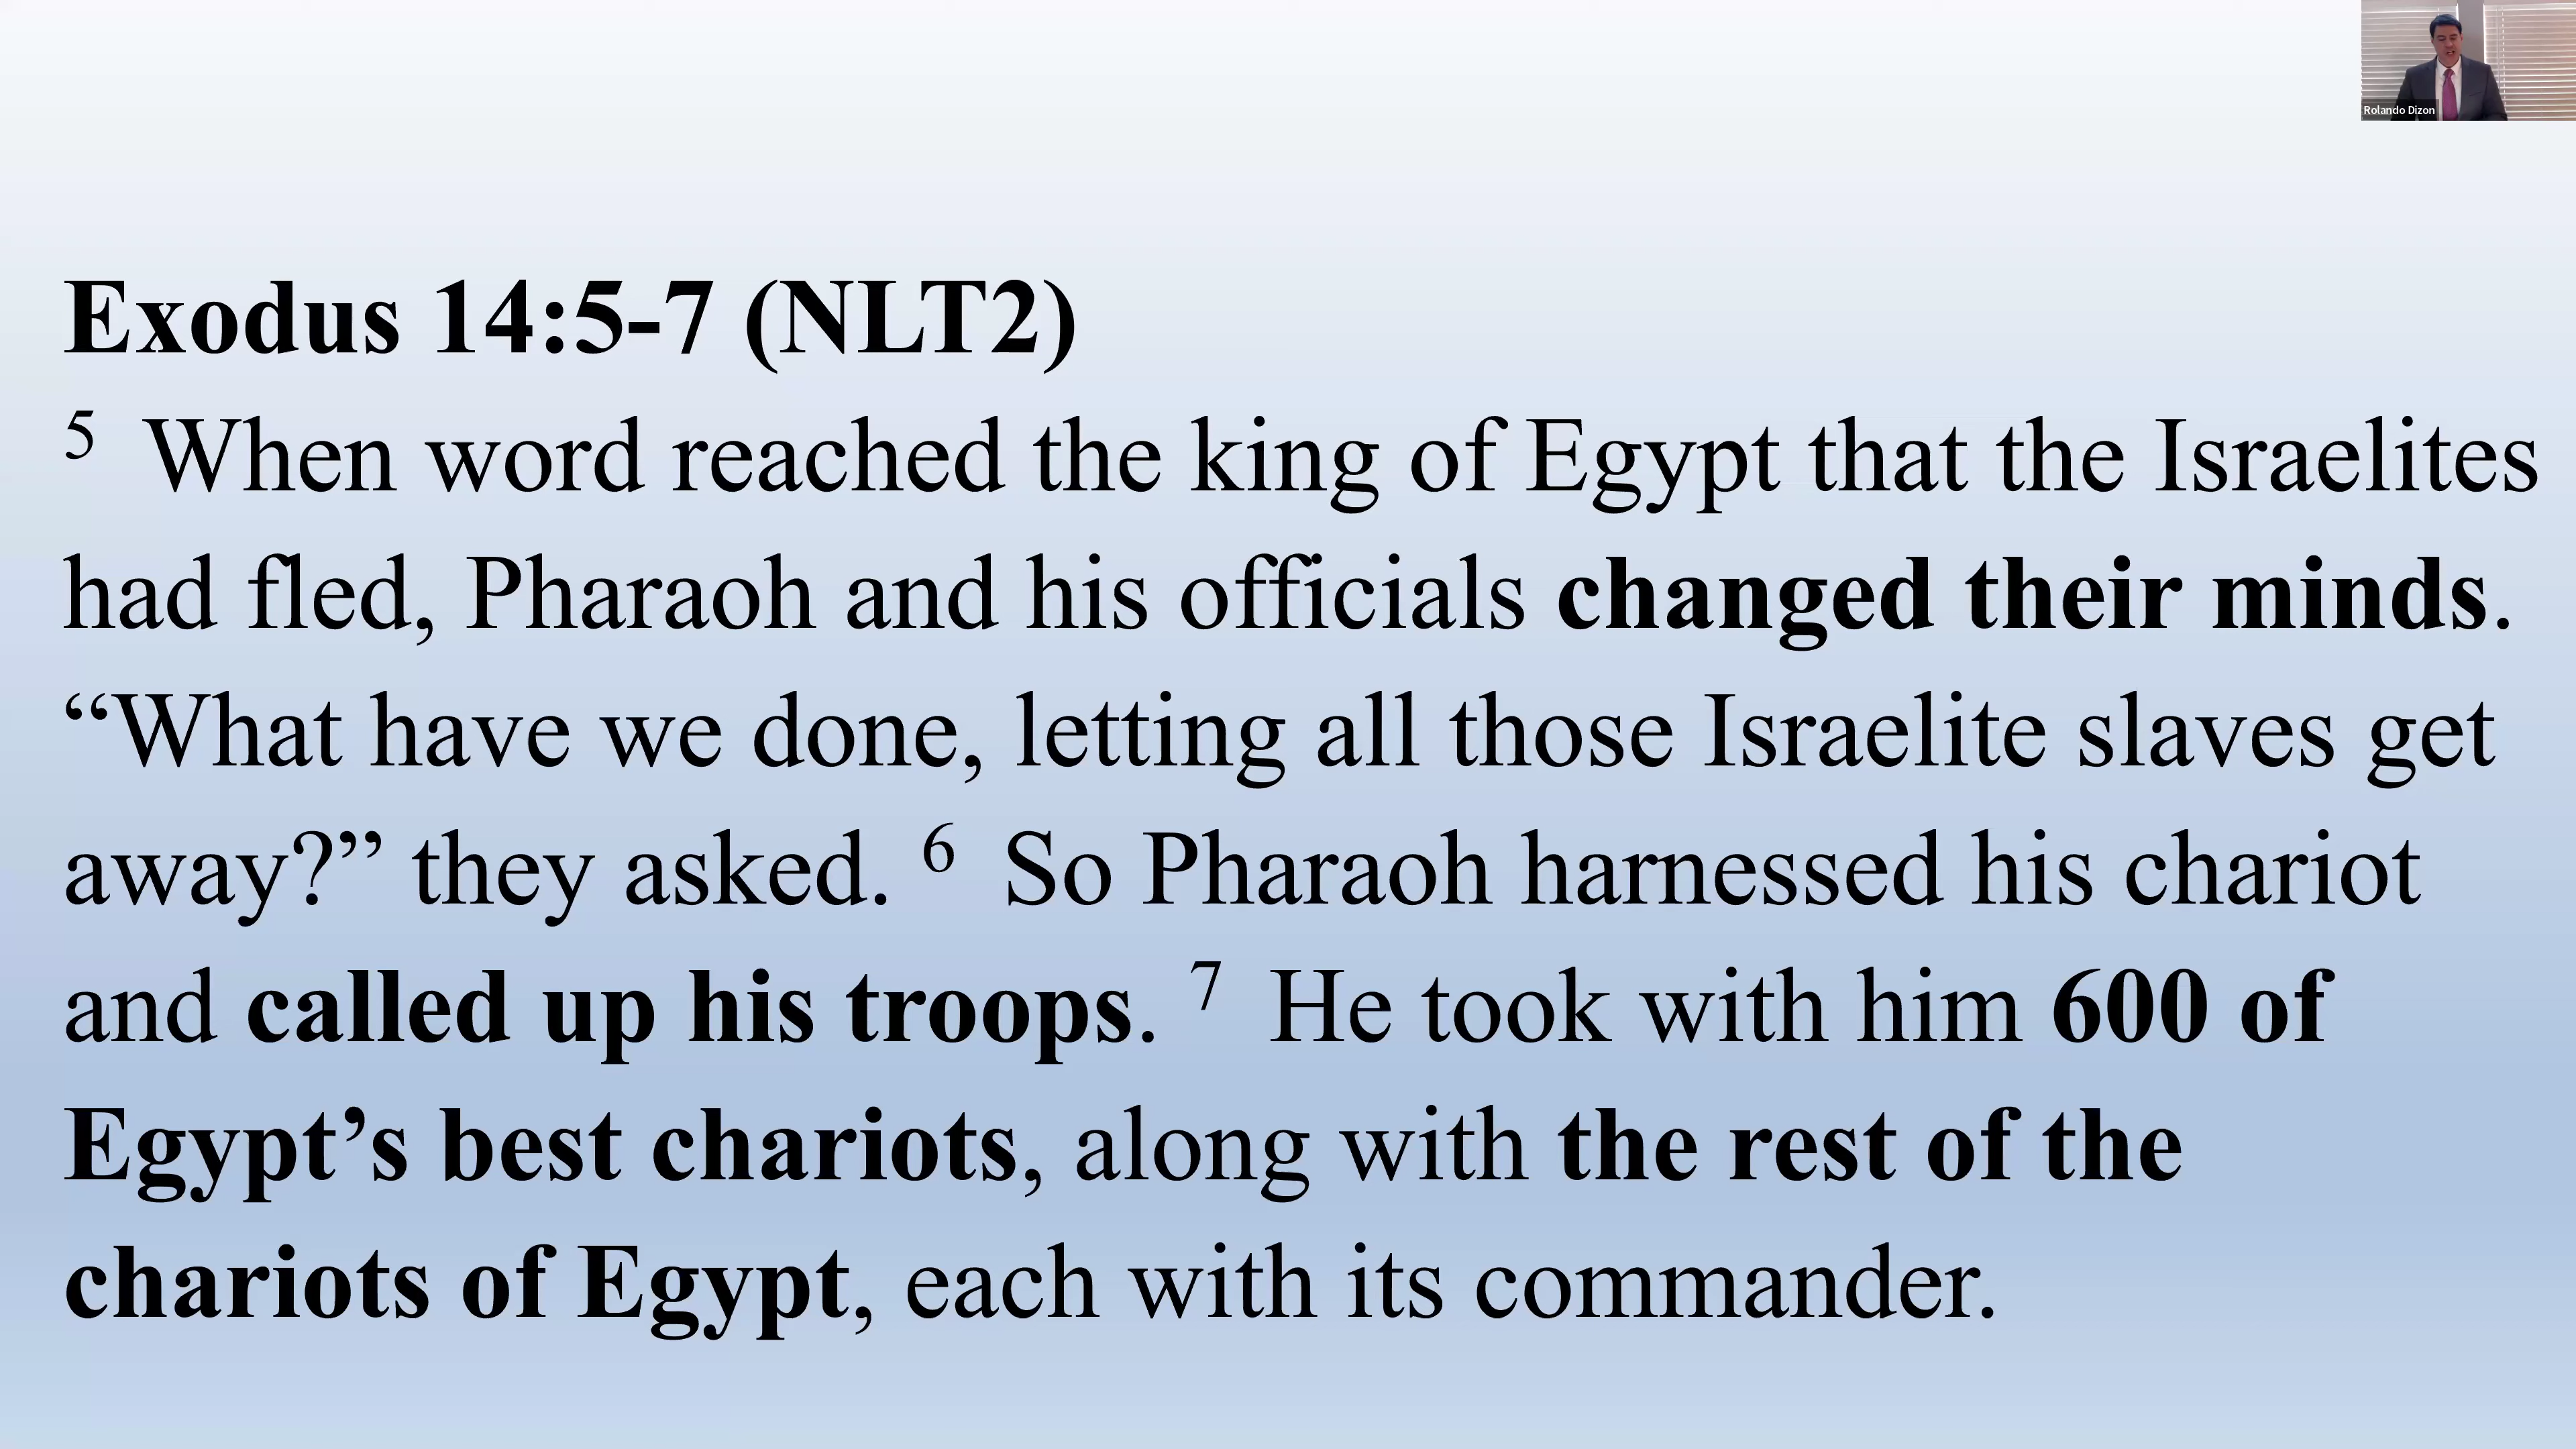 Rolando Dizon
Exodus 14:5-7 (NLT2)
5 When word reached the king of Egypt that the Israelites
had fled, Pharaoh and his officials changed their minds.
“What have we done, letting all those Israelite slaves get
away?” they asked. 6 So Pharaoh harnessed his chariot
and called up his troops. 7 He took with him 600 of
Egypt’s best chariots, along with the rest of the
chariots of Egypt, each with its commander.